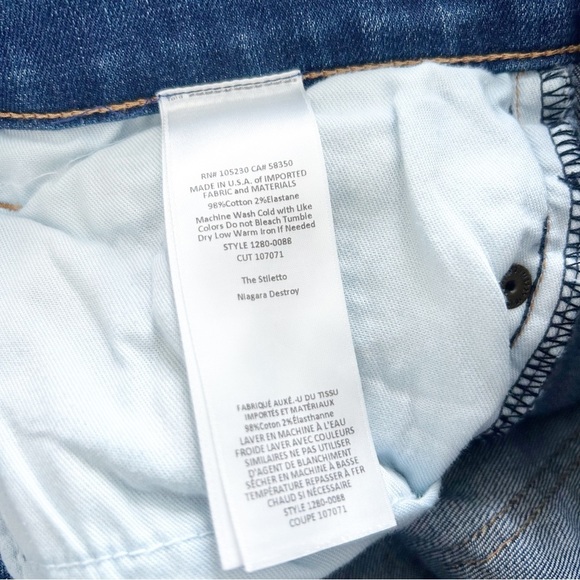 RN# 105230 CA# 58350
MADE IN U.S.A. of IMPORTED
FABRIC and MATERIALS
98%Cotton 2%Elastane
Machine Wash Cold with Like
Colors Do not Bleach Tumble
Dry Low Warm Iron if Needed
STYLE 1280-0088
CUT 107071
The Stiletto
Niagara Destroy
FABRIQUÉ AUXÉ.-U DU TISSU
IMPORTÉS ET MATÉRIAUX
98%Coton 2%Élasthanne
LAVER EN MACHINE À L'EAU
FROIDE LAVER AVEC COULEURS
SIMILAIRES NE PAS UTILISER
D'AGENT DE BLANCHIMENT
SÉCHER EN MACHINE À BASSE
TEMPÉRATURE REPASSER À FER
CHAUD SI NÉCESSAIRE
STYLE 1280-0088
COUPE 107071